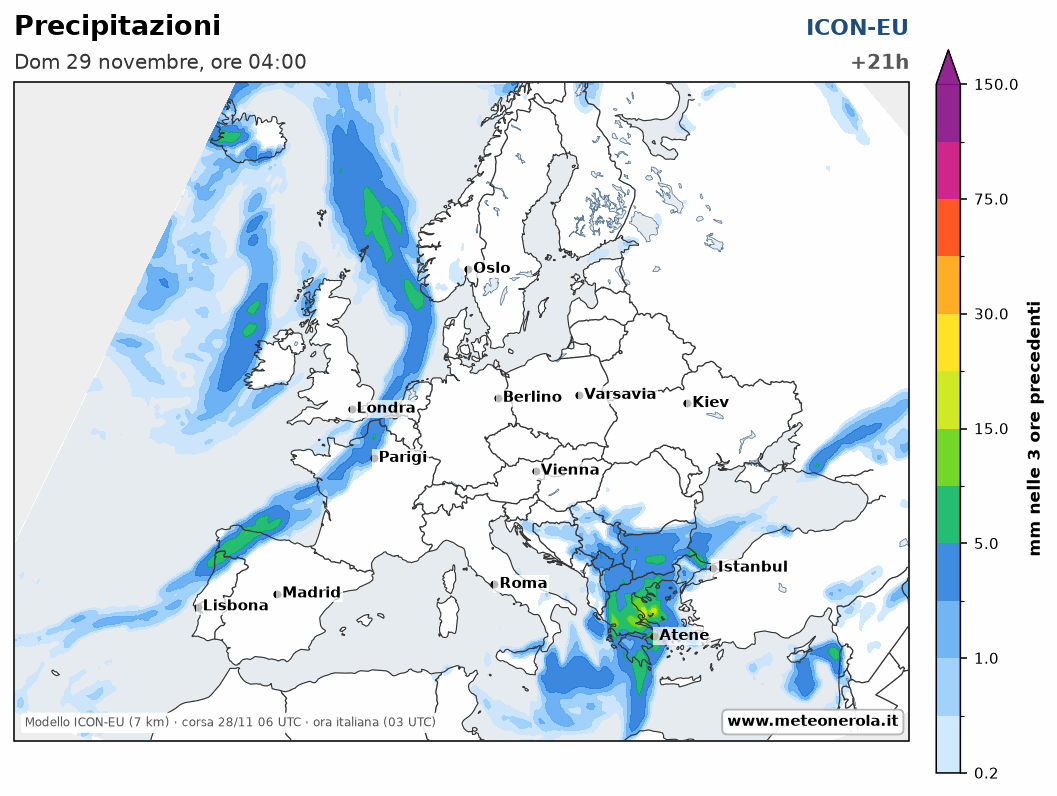 Precipitazioni
ICON-EU
Dom 29 novembre, ore 04:00
+21h
150.0
75.0
30.0
15.0
5.0
1.0
0.2
mm nelle 3 ore precedenti
Oslo
Berlino
Varsavia
Kiev
Londra
Parigi
Vienna
Istanbul
Roma
Madrid
Lisbona
Atene
Modello ICON-EU (7 km) · corsa 28/11 06 UTC · ora italiana (03 UTC)
www.meteonerola.it